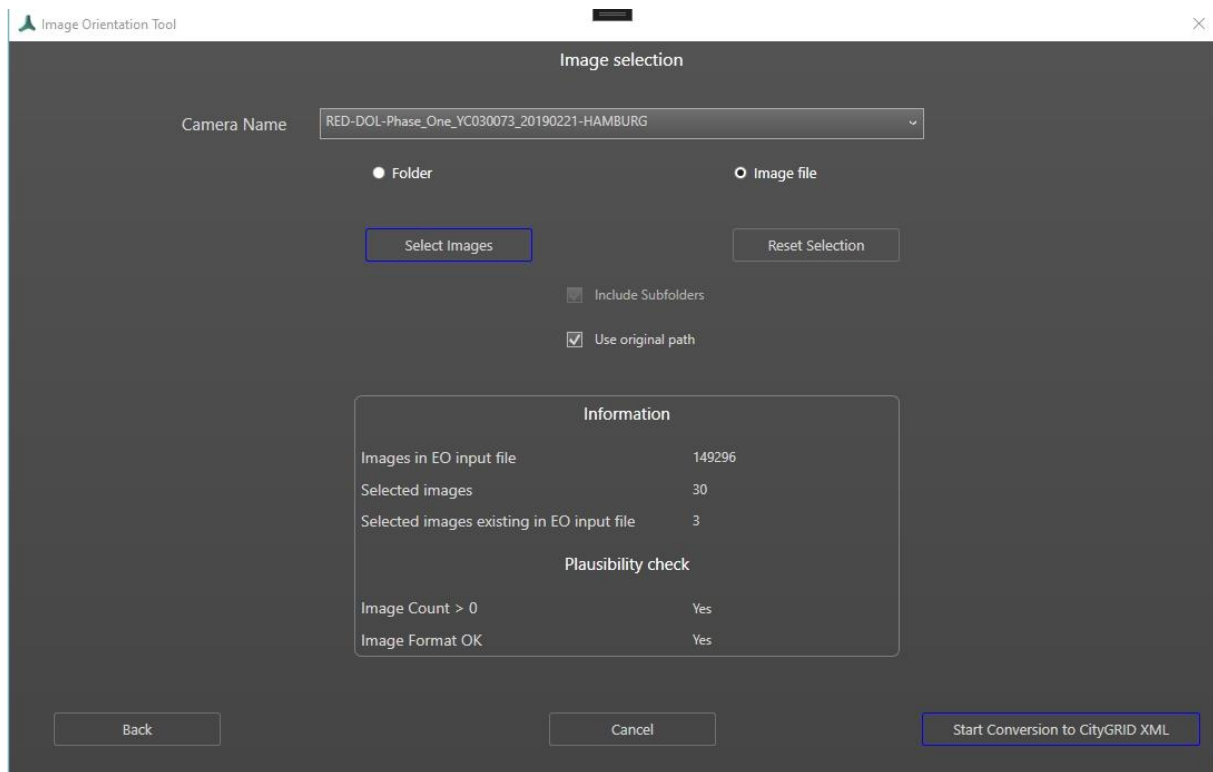 Image Orientation Tool
Image selection
Camera Name RED-DOL-Phase_One_YC030073_20190221-HAMBURG
Folder Image file
Select Images Reset Selection
Include Subfolders
Use original path
Information
Images in EO input file 149296
Selected images 30
Selected images existing in EO input file 3
Plausibility check
Image Count > 0 Yes
Image Format OK Yes
Back Cancel Start Conversion to CityGRID XML